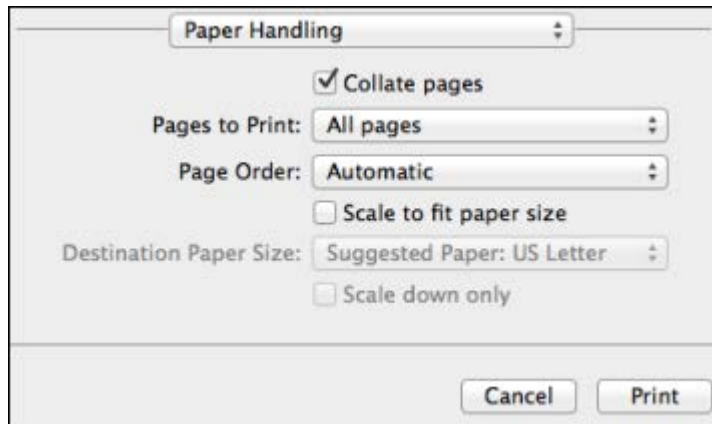 Paper Handling
Collate pages
Pages to Print: All pages
Page Order: Automatic
Scale to fit paper size
Destination Paper Size: Suggested Paper: US Letter
Scale down only
Cancel Print